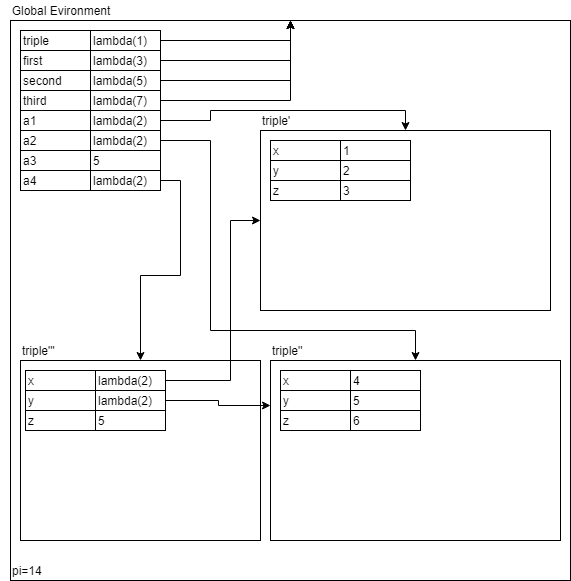 Global Evironment
triple lambda(1)
first lambda(3)
second lambda(5)
third lambda(7)
a1 lambda(2)
a2 lambda(2)
a3 5
a4 lambda(2)
triple'
x 1
y 2
z 3
triple'''
x lambda(2)
y lambda(2)
z 5
triple''
x 4
y 5
z 6
pi=14